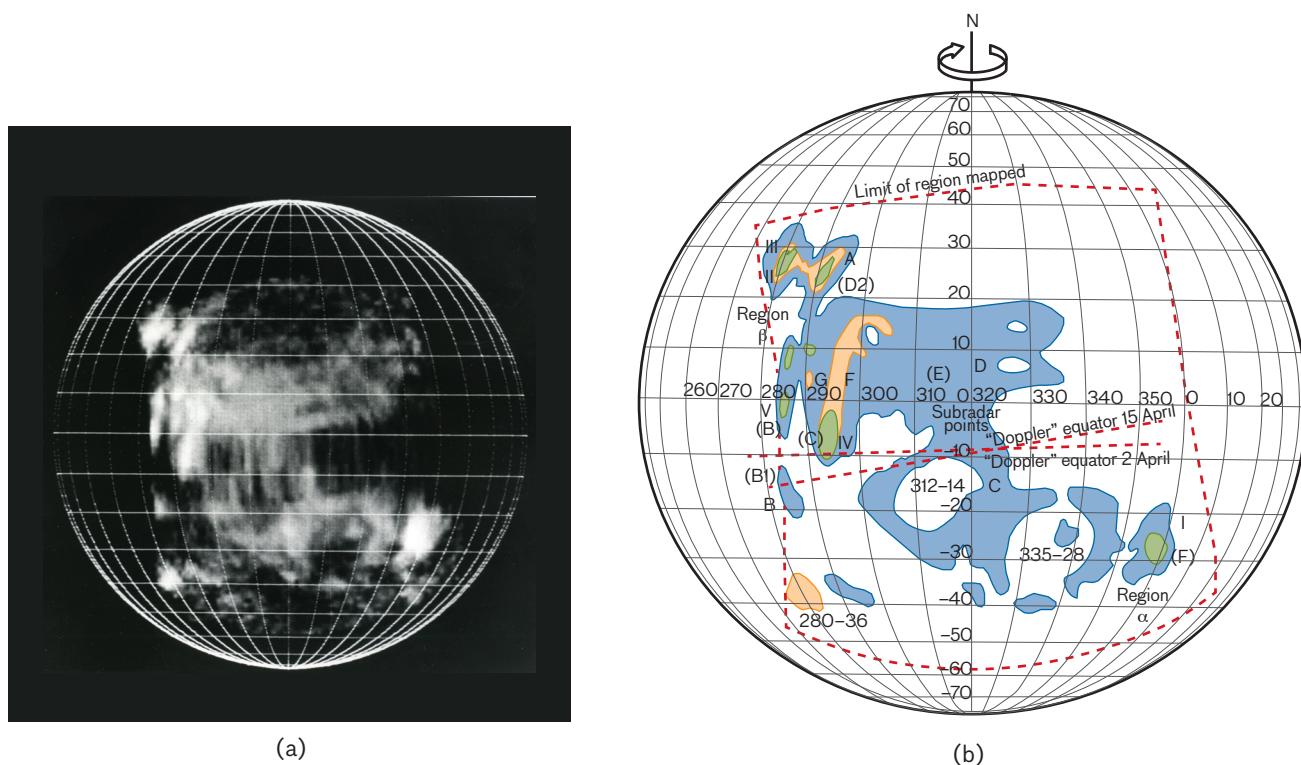 N
70
60
50
Limit of region mapped
40
III
30
A
II
(D2)
20
Region
β
10
G
F
(E)
D
260 270 280 290 300 310 0 320 330 340 350 0 10 20
V
Subradar
points
(B)
(C)
IV
"Doppler" equator 15 April
–10
"Doppler" equator 2 April
(B1)
312–14
C
B
–20
I
335–28
–30
(F)
Region
α
–40
280–36
–50
–60
–70
(a)
(b)